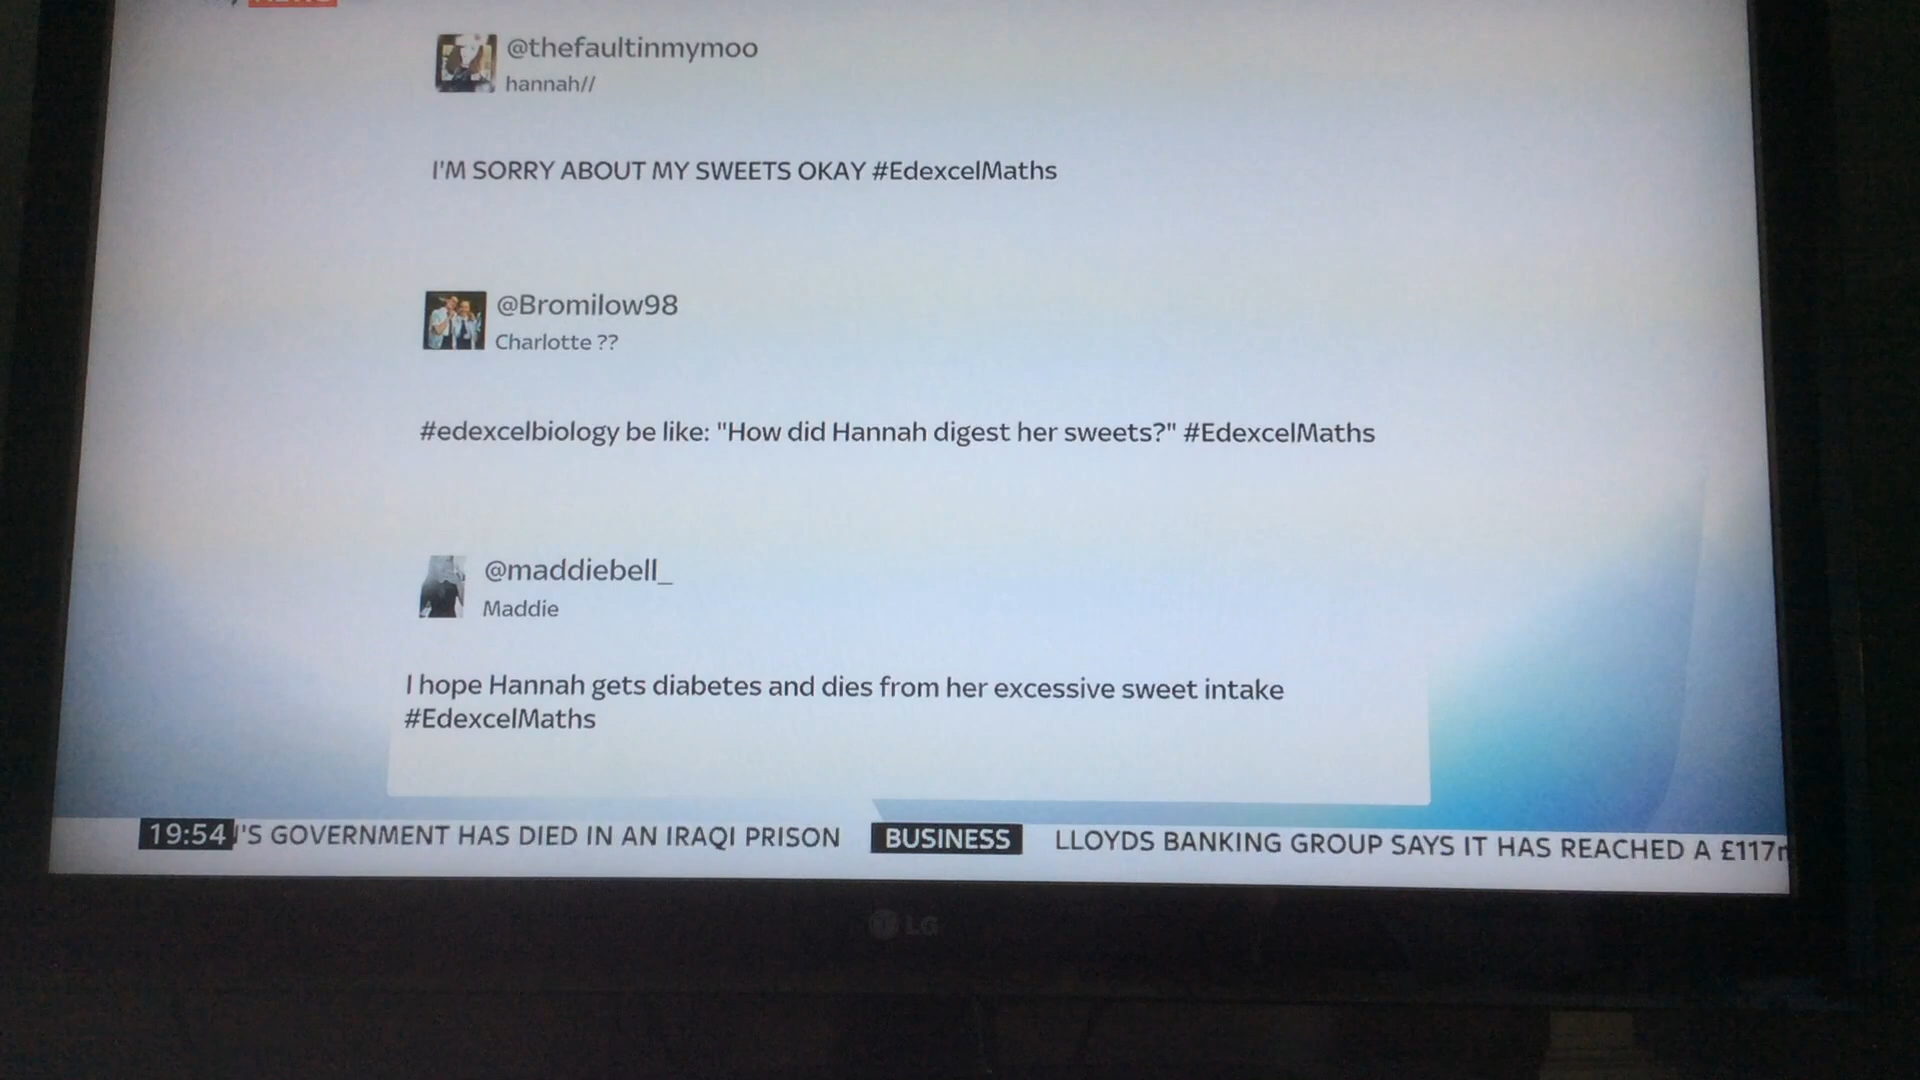 @thefaultinmymoo
hannah//
I'M SORRY ABOUT MY SWEETS OKAY #EdexcelMaths
@Bromilow98
Charlotte ??
#edexcelbiology be like: "How did Hannah digest her sweets?" #EdexcelMaths
@maddiebell_
Maddie
I hope Hannah gets diabetes and dies from her excessive sweet intake
#EdexcelMaths
19:54 'S GOVERNMENT HAS DIED IN AN IRAQI PRISON BUSINESS LLOYDS BANKING GROUP SAYS IT HAS REACHED A £117
LG